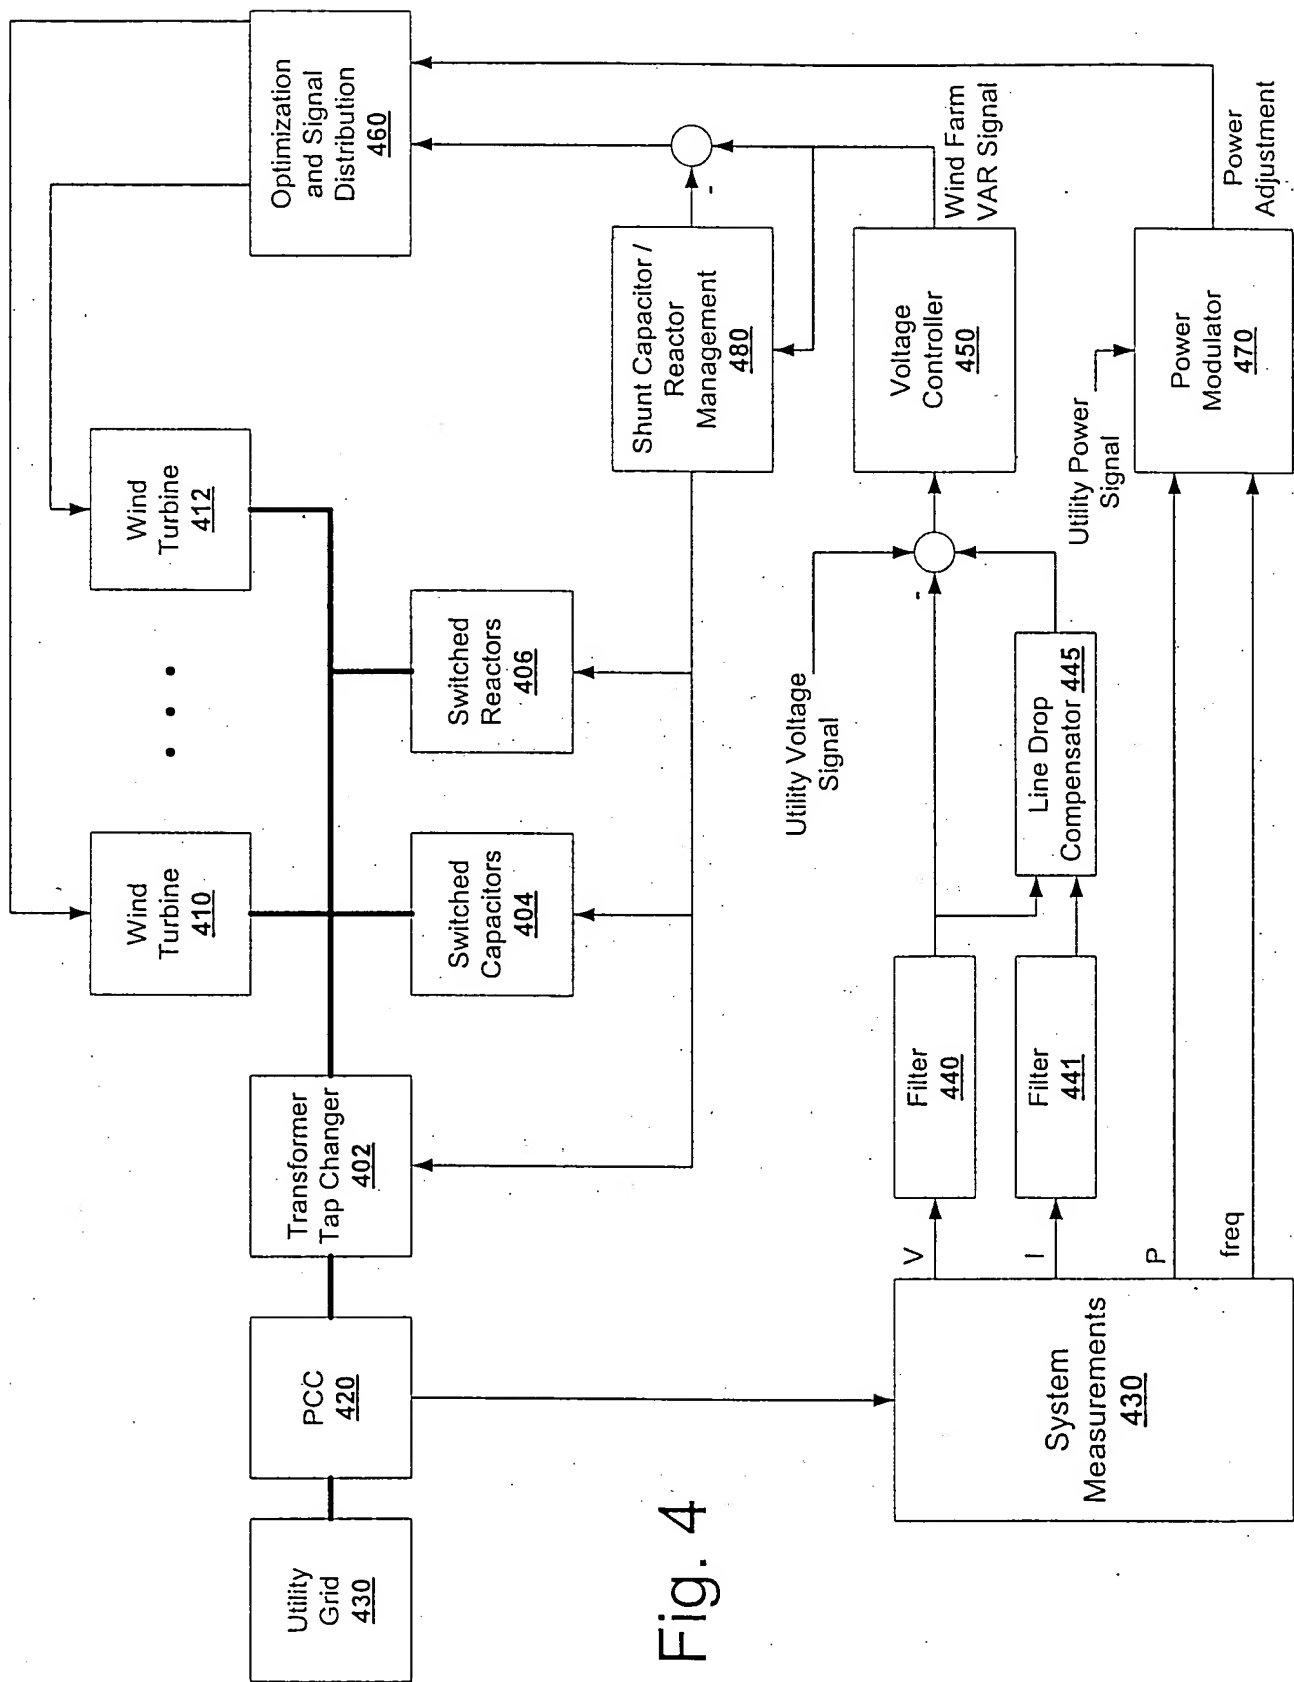 Optimization
and Signal
Distribution
460
Wind
Turbine
410
Wind
Turbine
412
Utility
Grid
430
PCC
420
Transformer
Tap Changer
402
Switched
Capacitors
404
Switched
Reactors
406
Shunt Capacitor /
Reactor
Management
480
-
Utility Voltage
Signal
-
Voltage
Controller
450
Wind Farm
VAR Signal
System
Measurements
430
V
I
P
freq
Filter
440
Filter
441
Line Drop
Compensator 445
Utility Power
Signal
Power
Modulator
470
Power
Adjustment
Fig. 4